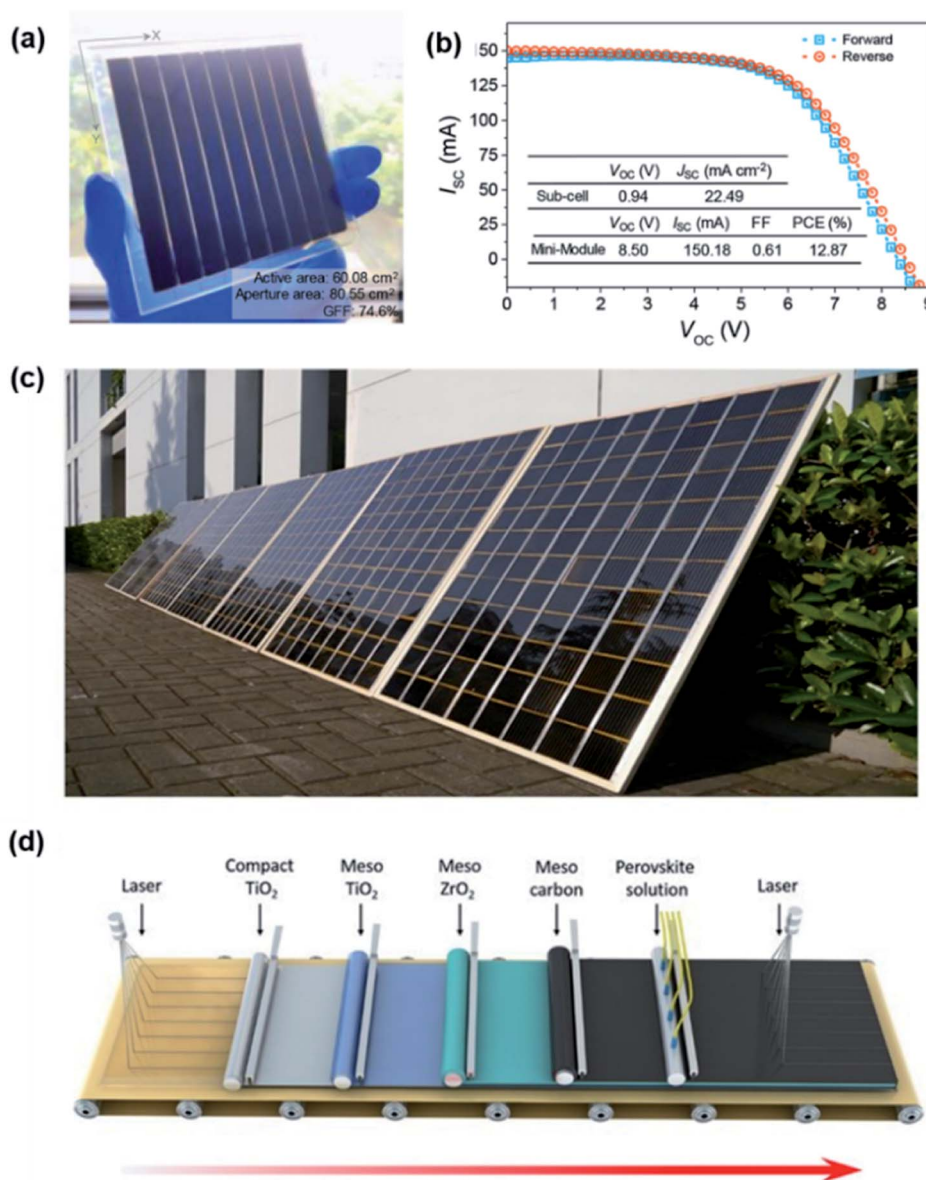 (a)
X
Y
Active area: 60.08 cm²
Aperture area: 80.55 cm²
GFF: 74.6%
(b)
Forward
Reverse
150
125
100
75
50
25
0
I_SC (mA)
V_OC (V) J_SC (mA cm⁻²)
Sub-cell 0.94 22.49
V_OC (V) I_SC (mA) FF PCE (%)
Mini-Module 8.50 150.18 0.61 12.87
0 1 2 3 4 5 6 7 8 9
V_OC (V)
(c)
(d)
Laser
Compact
TiO₂
Meso
TiO₂
Meso
ZrO₂
Meso
carbon
Perovskite
solution
Laser